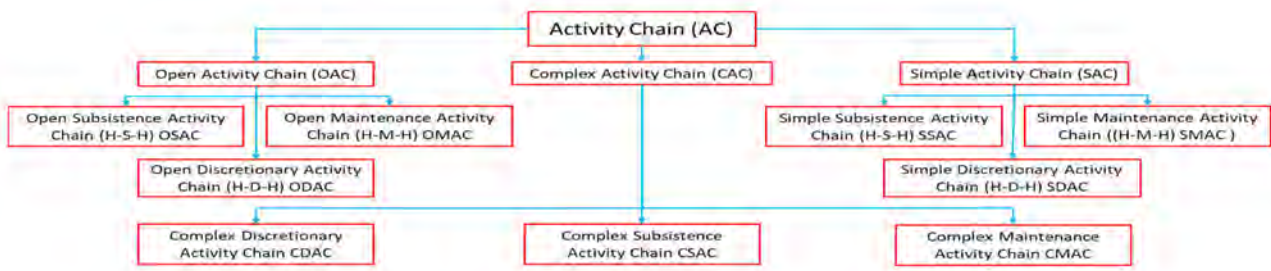 Activity Chain (AC)
Open Activity Chain (OAC)
Complex Activity Chain (CAC)
Simple Activity Chain (SAC)
Open Subsistence Activity
Chain (H-S-H) OSAC
Open Maintenance Activity
Chain (H-M-H) OMAC
Simple Subsistence Activity
Chain (H-S-H) SSAC
Simple Maintenance Activity
Chain ((H-M-H) SMAC )
Open Discretionary Activity
Chain (H-D-H) ODAC
Simple Discretionary Activity
Chain (H-D-H) SDAC
Complex Discretionary
Activity Chain CDAC
Complex Subsistence
Activity Chain CSAC
Complex Maintenance
Activity Chain CMAC